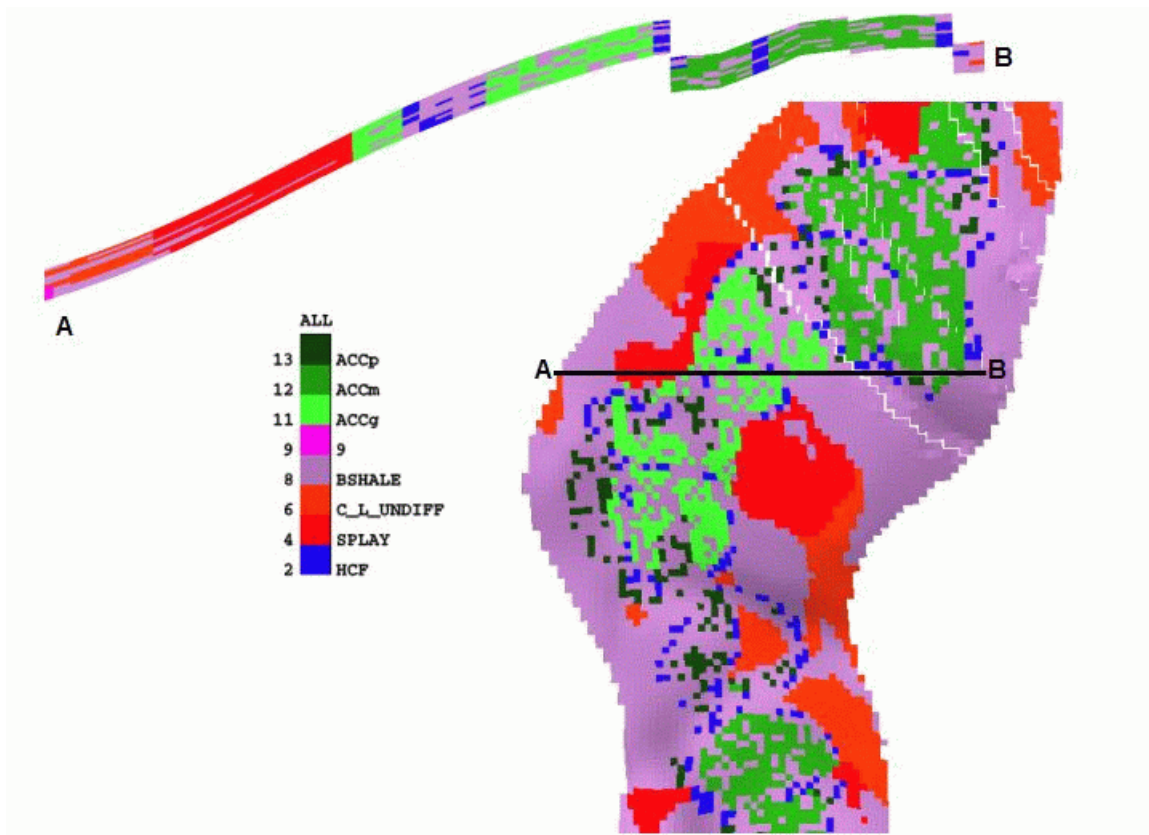 B
A
ALL
13 ACCp
12 ACCm
11 ACCg
9 9
8 BSHALE
6 C_L_UNDIFF
4 SPLAY
2 HCF
A B